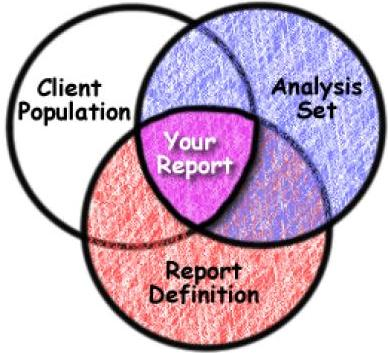 Client
Population
Analysis
Set
Your
Report
Report
Definition